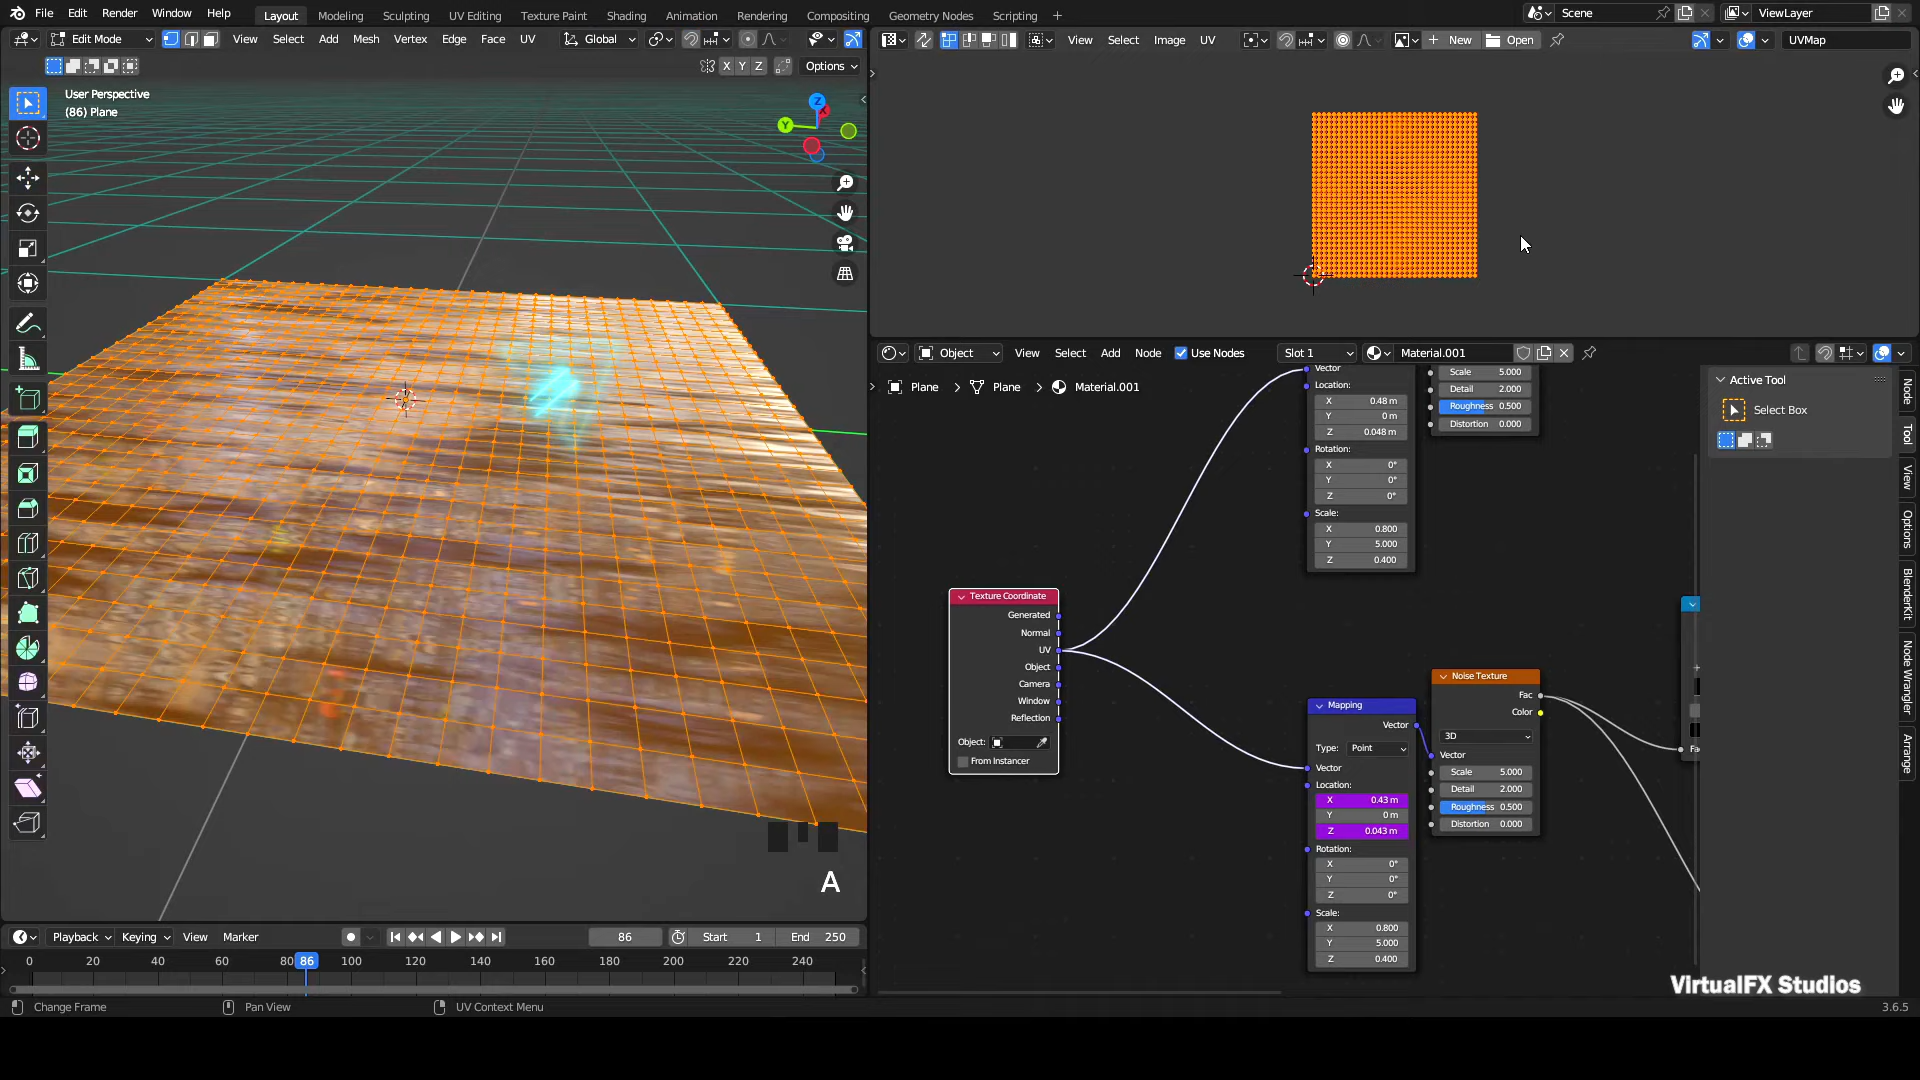 File Edit Render Window Help Layout Modeling Sculpting UV Editing Texture Paint Shading Animation Rendering Compositing Geometry Nodes Scripting + Scene ViewLayer
Edit Mode View Select Add Mesh Vertex Edge Face UV Global
View Select Image UV New Open UVMap
X Y Z Options
User Perspective
(86) Plane
Z
Y
Object View Select Add Node Use Nodes Slot 1 Material.001
Plane > Plane > Material.001
Vector
Location:
X 0.48 m
Y 0 m
Z 0.048 m
Rotation:
X 0°
Y 0°
Z 0°
Scale:
X 0.800
Y 5.000
Z 0.400
Scale 5.000
Detail 2.000
Roughness 0.500
Distortion 0.000
Active Tool
Select Box
Node
Tool
View
Options
BlenderKit
Node Wrangler
Arrange
Texture Coordinate
Generated
Normal
UV
Object
Camera
Window
Reflection
Object:
From Instancer
Mapping
Vector
Type: Point
Vector
Location:
X 0.43 m
Y 0 m
Z 0.043 m
Rotation:
X 0°
Y 0°
Z 0°
Scale:
X 0.800
Y 5.000
Z 0.400
Noise Texture
Fac
Color
3D
Vector
Scale 5.000
Detail 2.000
Roughness 0.500
Distortion 0.000
A
Playback Keying View Marker 86 Start 1 End 250
0 20 40 60 80 86 100 120 140 160 180 200 220 240
VirtualFX Studios
Change Frame Pan View UV Context Menu 3.6.5